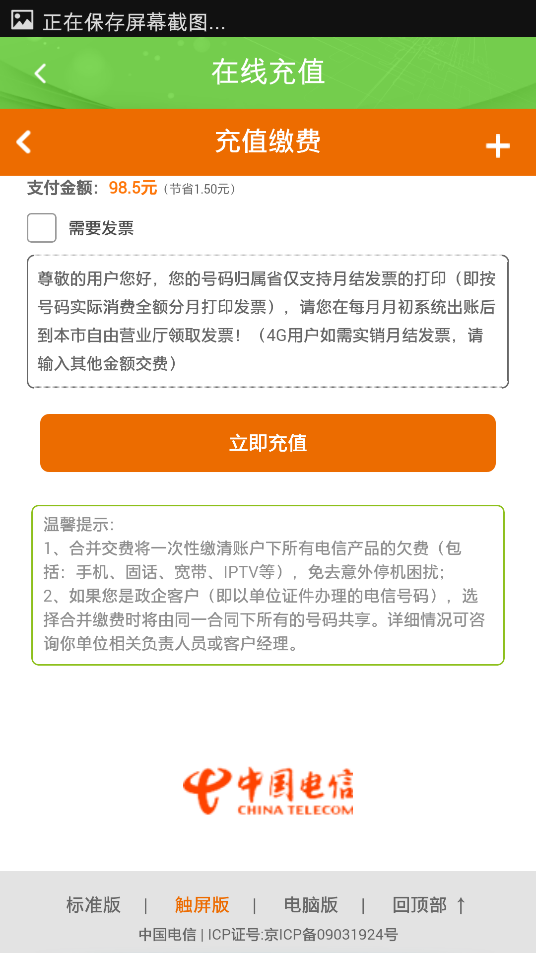 正在保存屏幕截图...
在线充值
充值缴费
支付金额：98.5元（节省1.50元）
需要发票
尊敬的用户您好，您的号码归属省仅支持月结发票的打印（即按
号码实际消费全额分月打印发票），请您在每月月初系统出账后
到本市自由营业厅领取发票！（4G用户如需实销月结发票，请
输入其他金额交费）
立即充值
温馨提示：
1、合并交费将一次性缴清账户下所有电信产品的欠费（包
括：手机、固话、宽带、IPTV等），免去意外停机困扰；
2、如果您是政企客户（即以单位证件办理的电信号码），选
择合并缴费时将由同一合同下所有的号码共享。详细情况可咨
询你单位相关负责人员或客户经理。
中国电信
CHINA TELECOM
标准版 | 触屏版 | 电脑版 | 回顶部 ↑
中国电信 | ICP证号:京ICP备09031924号